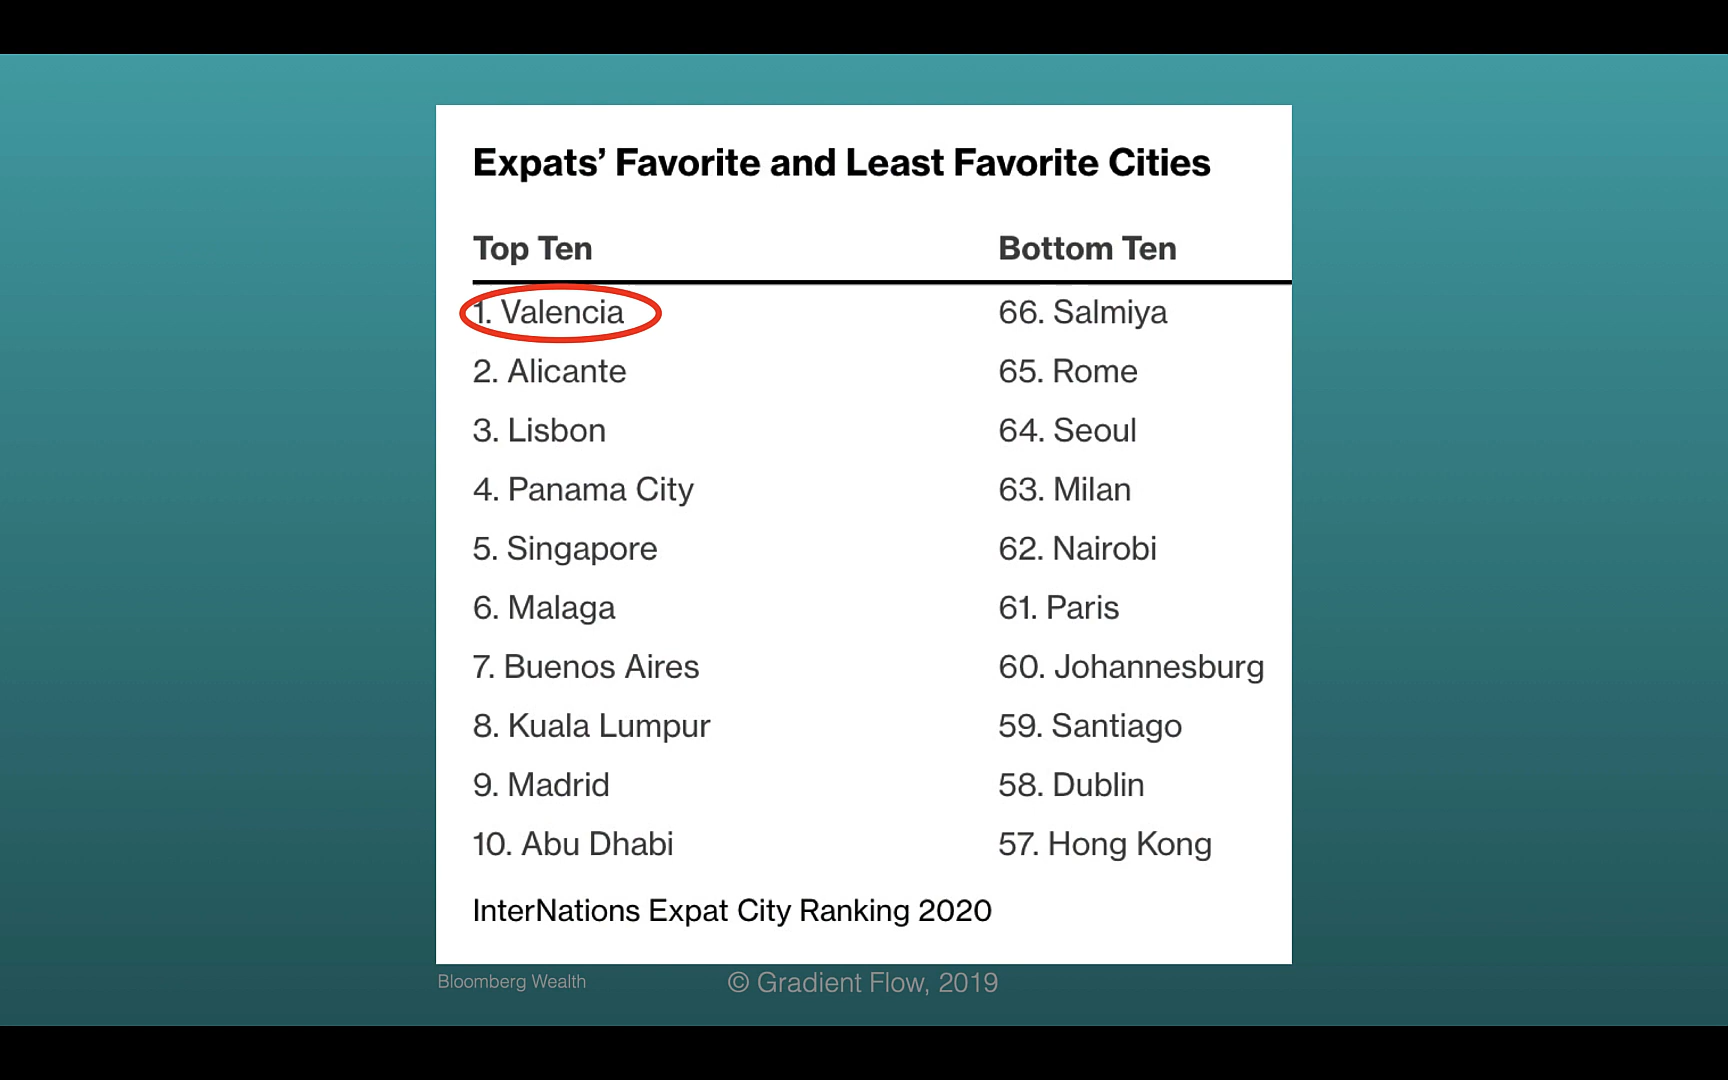 Expats’ Favorite and Least Favorite Cities
Top Ten
Bottom Ten
1. Valencia
66. Salmiya
2. Alicante
65. Rome
3. Lisbon
64. Seoul
4. Panama City
63. Milan
5. Singapore
62. Nairobi
6. Malaga
61. Paris
7. Buenos Aires
60. Johannesburg
8. Kuala Lumpur
59. Santiago
9. Madrid
58. Dublin
10. Abu Dhabi
57. Hong Kong
InterNations Expat City Ranking 2020
Bloomberg Wealth
© Gradient Flow, 2019